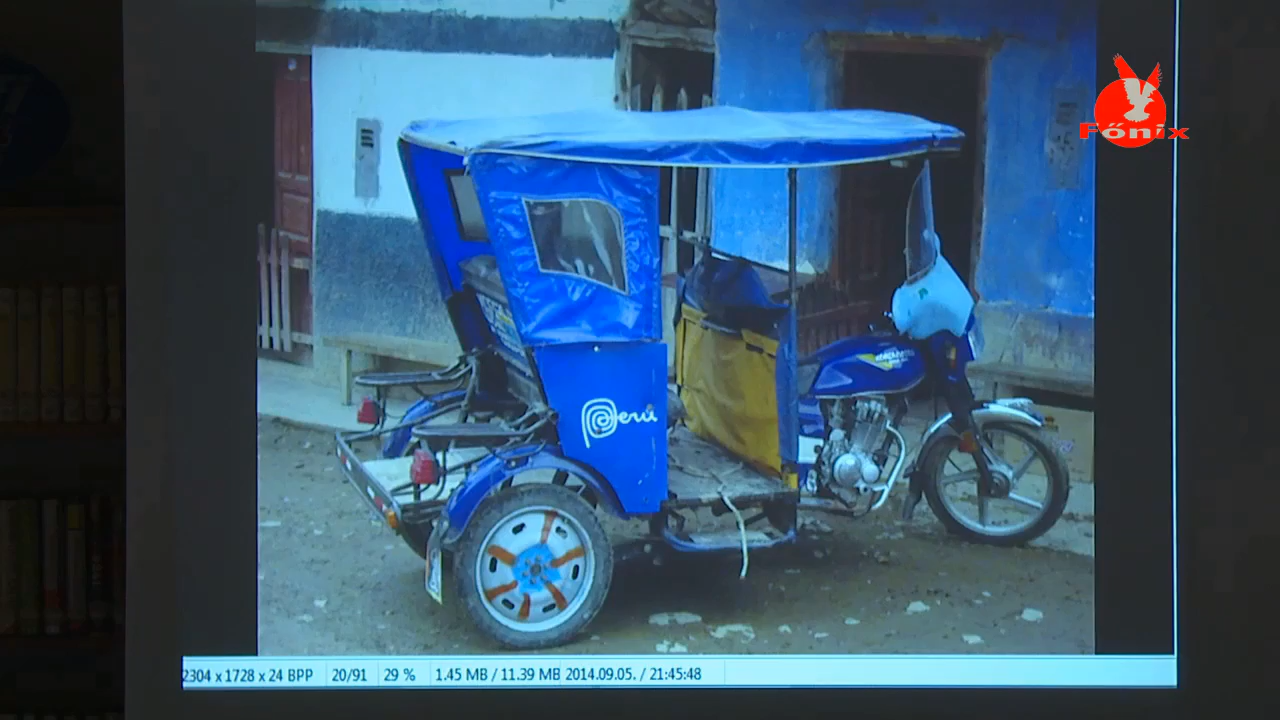 Főnix
Perú
2304 x 1728 x 24 BPP 20/91 29 % 1.45 MB / 11.39 MB 2014.09.05. / 21:45:48